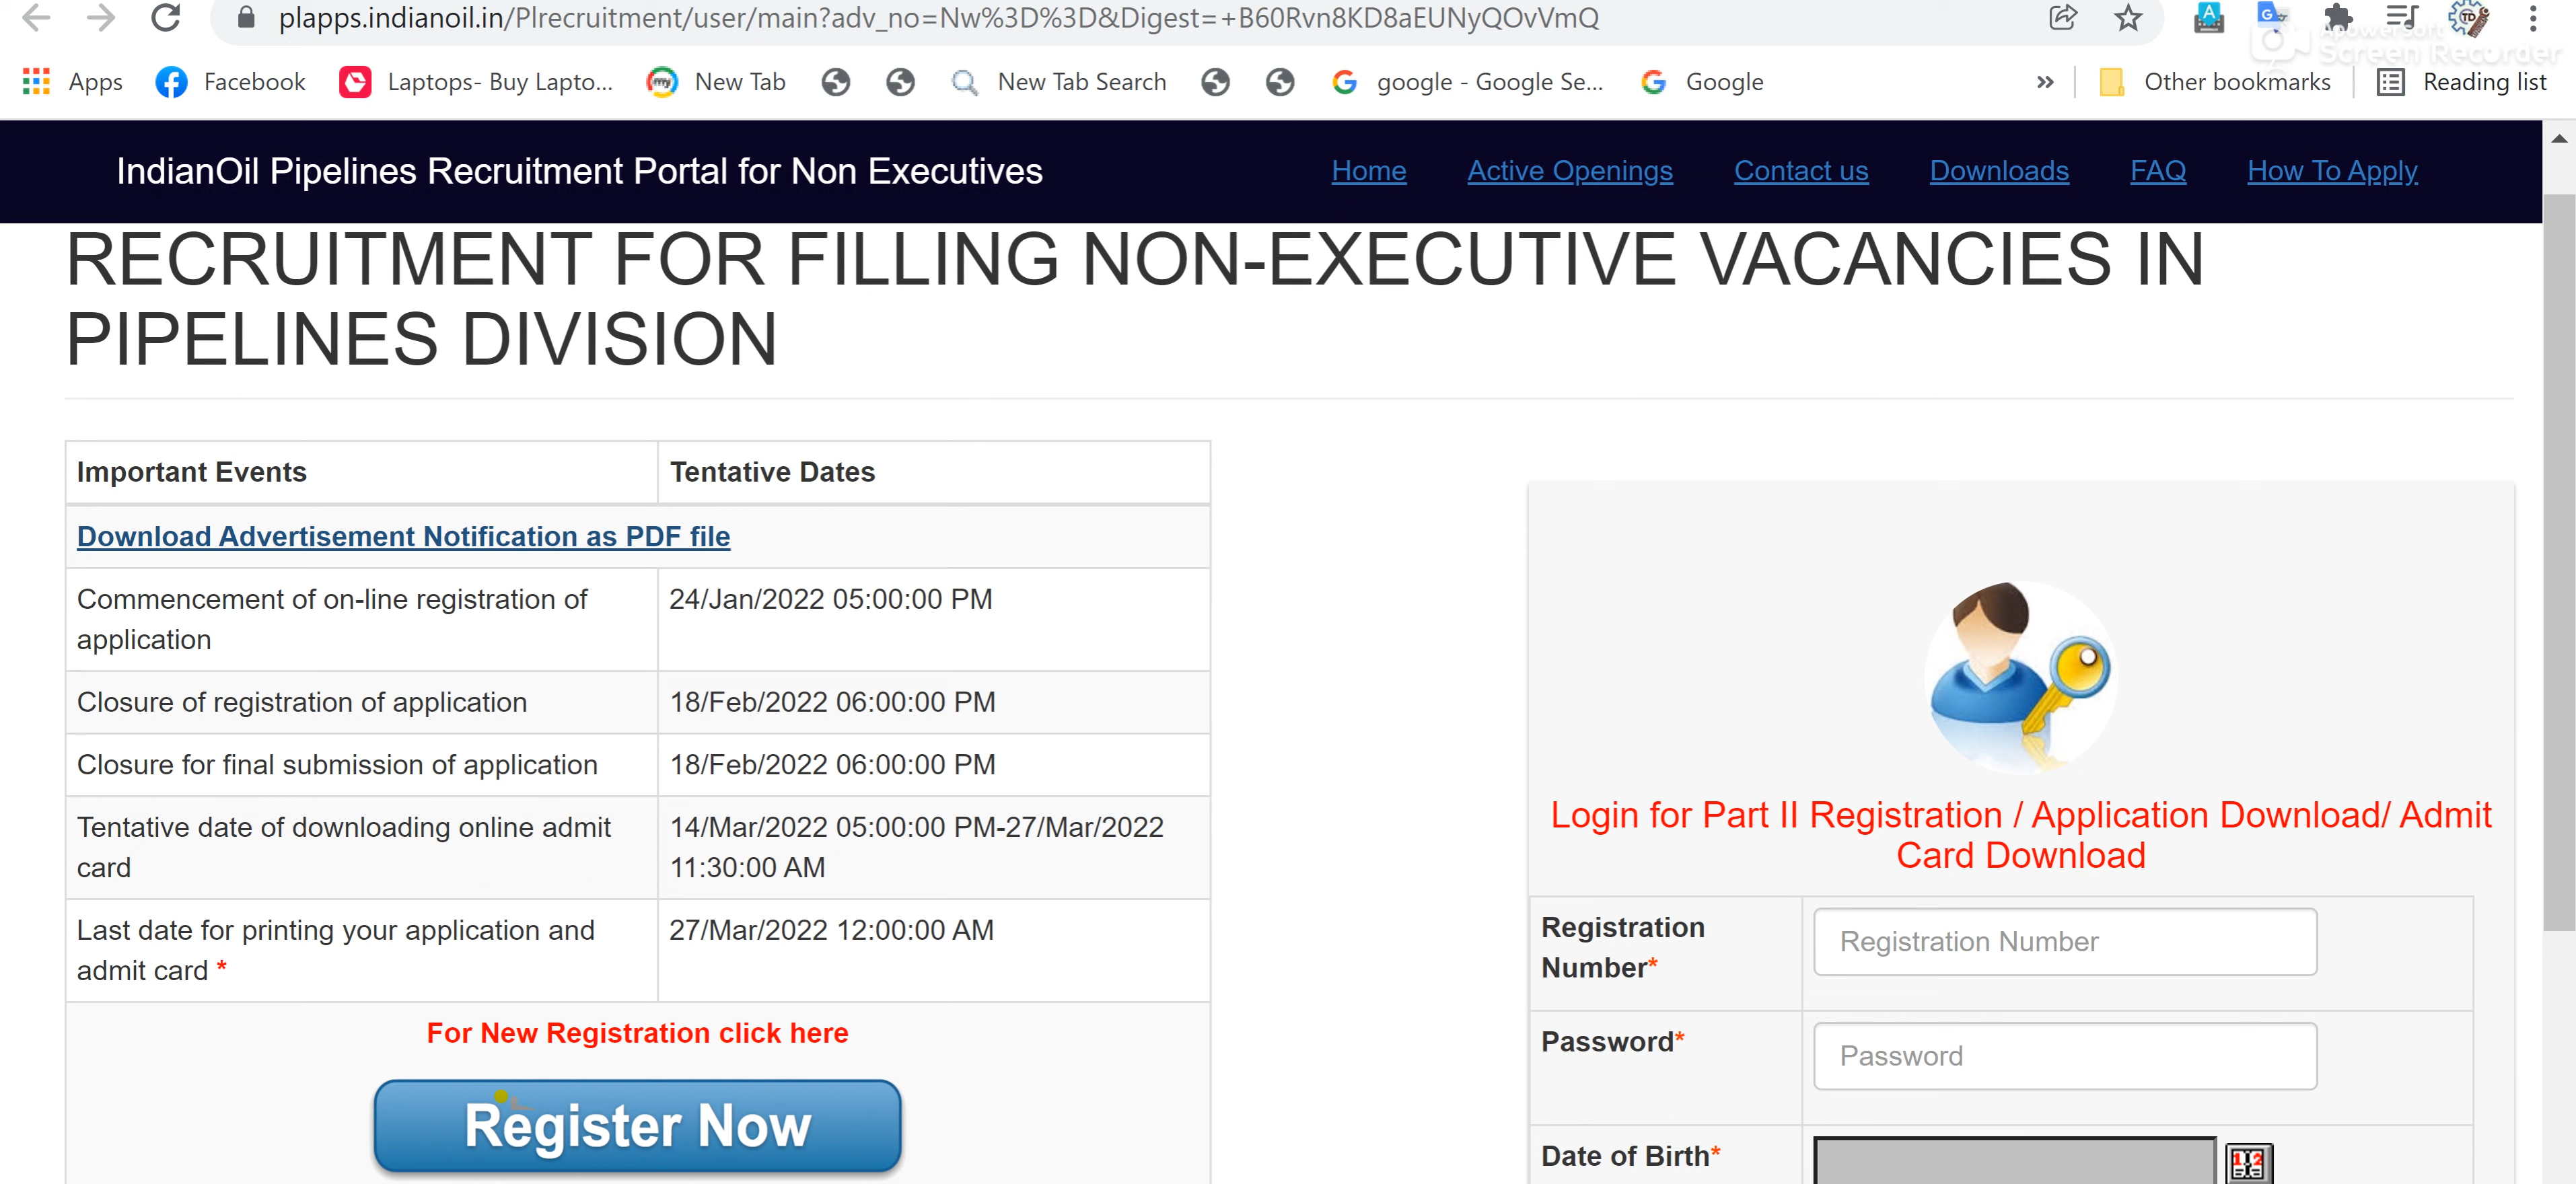 plapps.indianoil.in/Plrecruitment/user/main?adv_no=Nw%3D%3D&Digest=+B60Rvn8KD8aEUNyQOvVmQ
Apowersoft
Screen Recorder
Apps Facebook Laptops- Buy Lapto... New Tab New Tab Search google - Google Se... Google » Other bookmarks Reading list
IndianOil Pipelines Recruitment Portal for Non Executives Home Active Openings Contact us Downloads FAQ How To Apply
RECRUITMENT FOR FILLING NON-EXECUTIVE VACANCIES IN
PIPELINES DIVISION
Important Events Tentative Dates
Download Advertisement Notification as PDF file
Commencement of on-line registration of 24/Jan/2022 05:00:00 PM
application
Closure of registration of application 18/Feb/2022 06:00:00 PM
Closure for final submission of application 18/Feb/2022 06:00:00 PM
Tentative date of downloading online admit 14/Mar/2022 05:00:00 PM-27/Mar/2022
card 11:30:00 AM
Last date for printing your application and 27/Mar/2022 12:00:00 AM
admit card *
For New Registration click here
Register Now
Login for Part II Registration / Application Download/ Admit
Card Download
Registration
Number* Registration Number
Password* Password
Date of Birth*